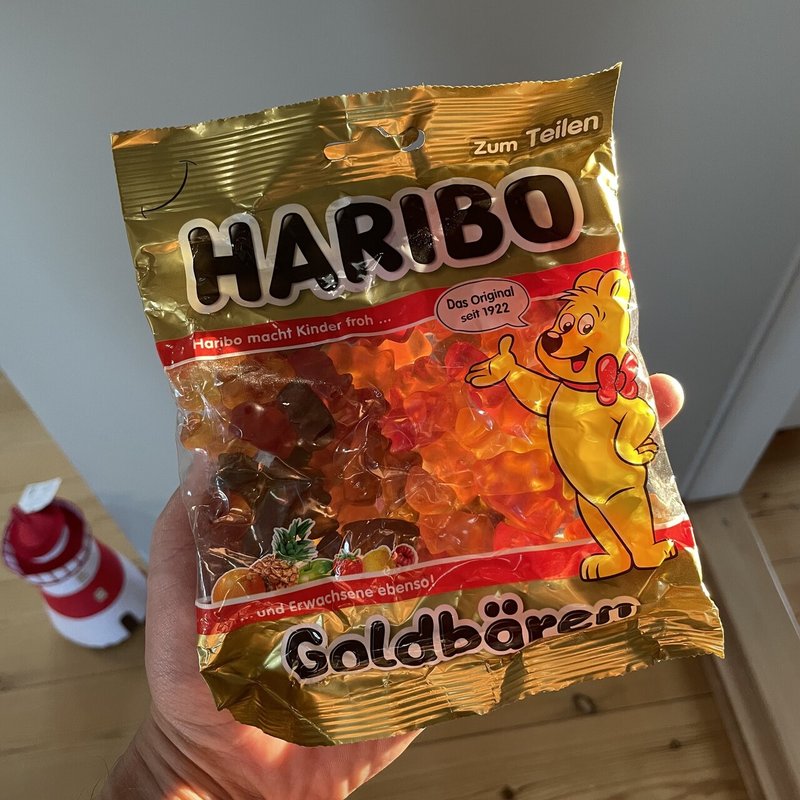 Zum Teilen
HARIBO
Das Original
seit 1922
Haribo macht Kinder froh ...
... und Erwachsene ebenso!
Goldbären